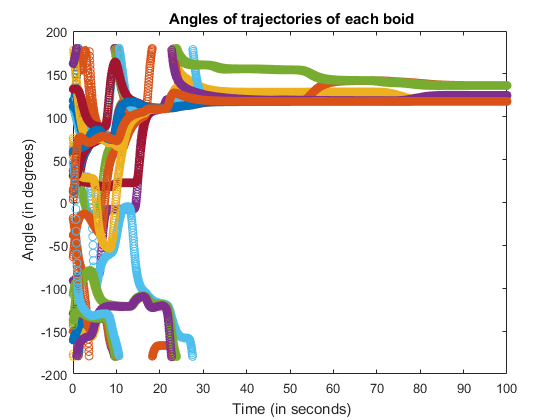 Angles of trajectories of each boid
200
150
100
50
0
-50
-100
-150
-200
Angle (in degrees)
0 10 20 30 40 50 60 70 80 90 100
Time (in seconds)